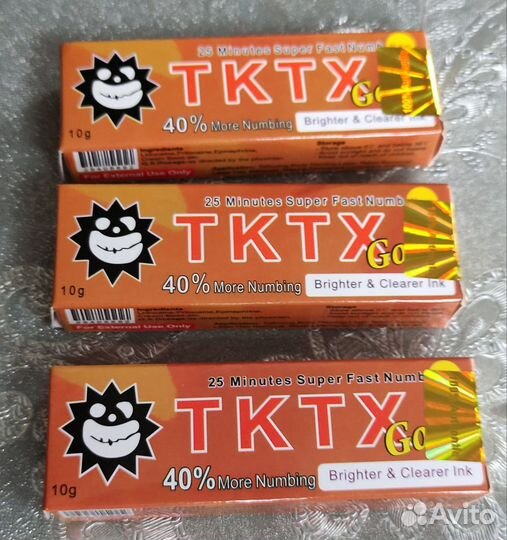 25 Minutes Super Fast Numb
TKTX
Go
40% More Numbing
Brighter & Clearer Ink
10g
Ingredients
Storage
For External Use Only
25 Minutes Super Fast Numb
TKTX
Go
40% More Numbing
Brighter & Clearer Ink
10g
For External Use Only
25 Minutes Super Fast Numb
TKTX
Go
40% More Numbing
Brighter & Clearer Ink
10g
Avito